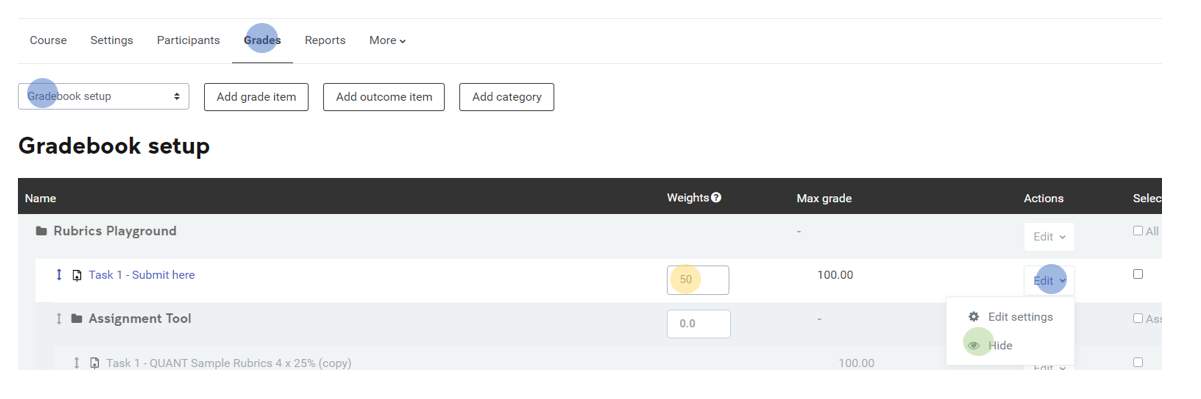 Course Settings Participants Grades Reports More
Gradebook setup Add grade item Add outcome item Add category
Gradebook setup
Name Weights Max grade Actions Selec
Rubrics Playground - Edit All
Task 1 - Submit here 50 100.00 Edit
Assignment Tool 0.0 - Edit settings Ass
Hide
Task 1 - QUANT Sample Rubrics 4 x 25% (copy) 100.00 Edit